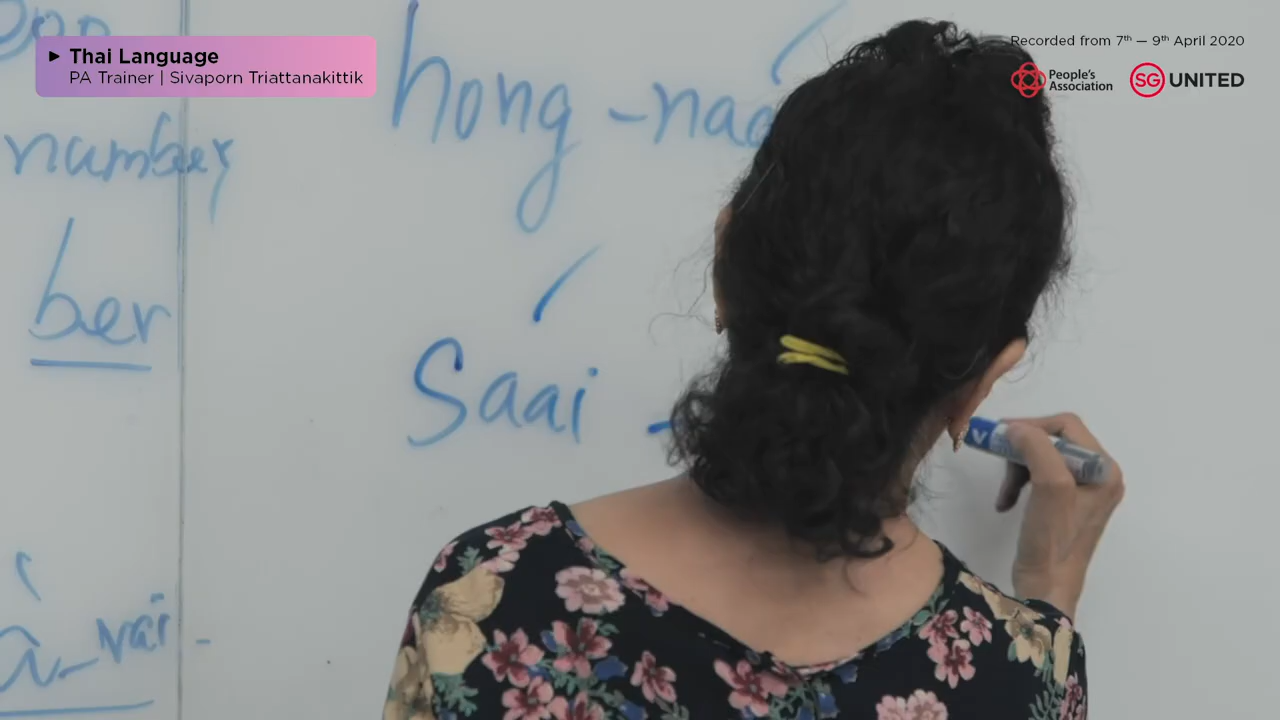 ▶ Thai Language
PA Trainer | Sivaporn Triattanakittik
Recorded from 7th — 9th April 2020
People's
Association
SG UNITED
hong -naa
number
ber
Saai -